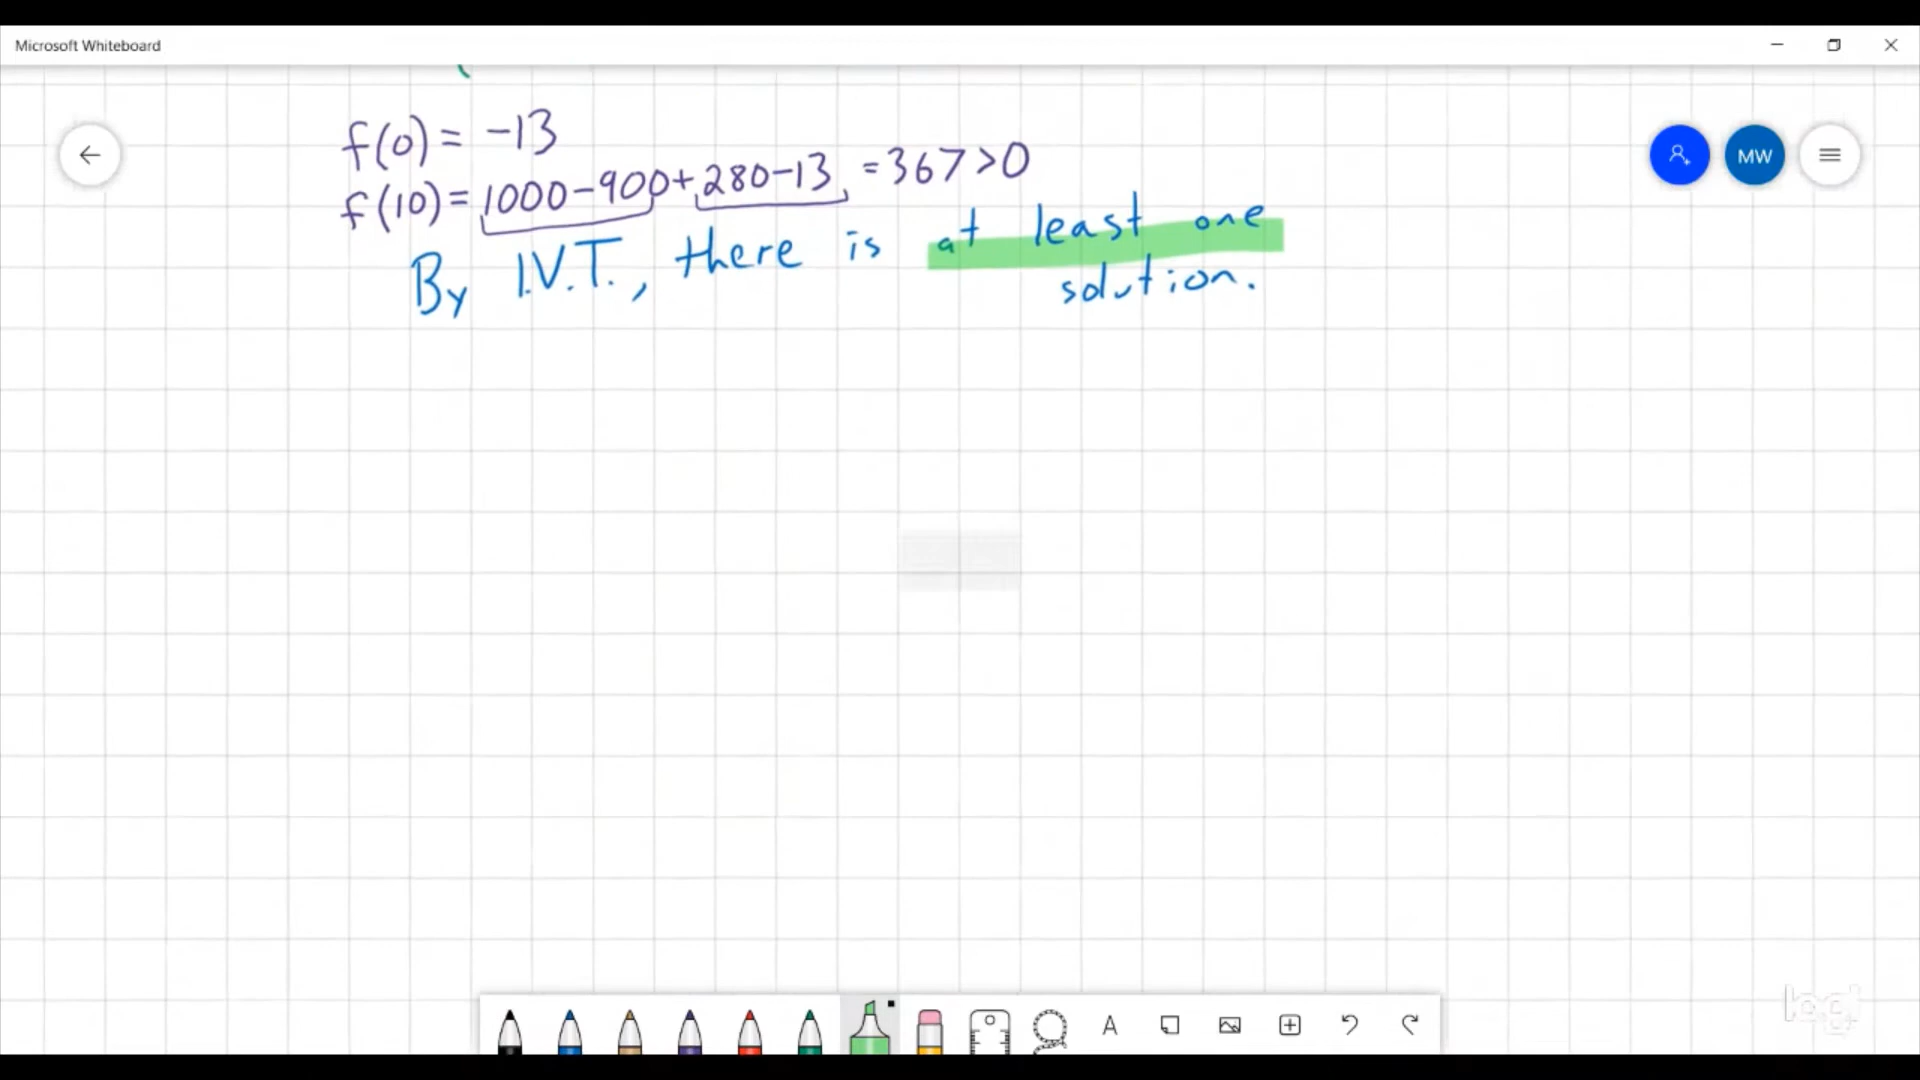 Microsoft Whiteboard
f(0) = -13
MW
f(10) = 1000-900+280-13 = 367>0
By I.V.T., there is at least one
solution.
A
logi